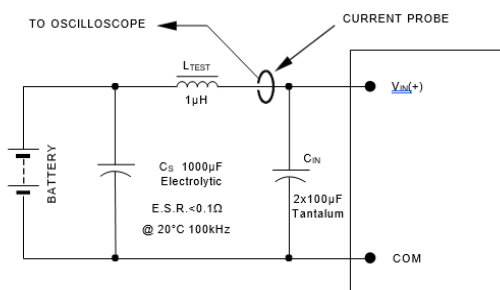 TO OSCILLOSCOPE
CURRENT PROBE
LTEST
1µH
VIN(+)
BATTERY
CS 1000µF
Electrolytic
E.S.R.<0.1Ω
@ 20°C 100kHz
CIN
2x100µF
Tantalum
COM